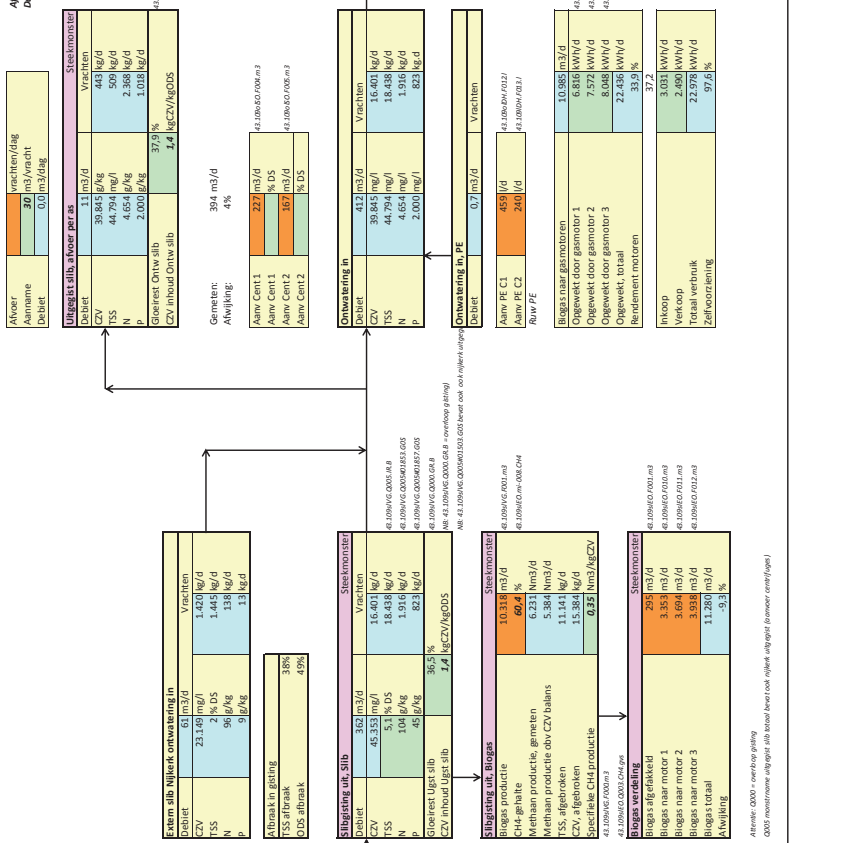 Extern slib Nijkerk ontwatering in
Debiet 61 m3/d Vrachten
CZV 23.149 mg/l 1.420 kg/d
TSS 2 % DS 1.445 kg/d
N 96 g/kg 138 kg/d
P 9 g/kg 13 kg.d
Afbraak in gisting
TSS afbraak 38%
ODS afbraak 49%
Slibgisting uit, Slib Steekmonster
Debiet 362 m3/d Vrachten
CZV 45.353 mg/l 16.401 kg/d
TSS 5,1 % DS 18.438 kg/d
N 104 g/kg 1.916 kg/d
P 45 g/kg 823 kg/d
Gloeirest Ugst slib 36,5 %
CZV inhoud Ugst slib 1,4 kgCZV/kgODS
Slibgisting uit, Biogas Steekmonster
Biogas productie 10.318 m3/d
CH4-gehalte 60,4 %
Methaan productie, gemeten 6.231 Nm3/d
Methaan productie obv CZV balans 5.384 Nm3/d
TSS, afgebroken 11.141 kg/d
CZV, afgebroken 15.384 kg/d
Specifieke CH4 productie 0,35 Nm3/kgCZV
Biogas verdeling Steekmonster
Biogas afgefakkeld 295 m3/d
Biogas naar motor 1 3.353 m3/d
Biogas naar motor 2 3.694 m3/d
Biogas naar motor 3 3.938 m3/d
Biogas totaal 11.280 m3/d
Afwijking -9,3 %
Attentie: Q000 = overloop gisting
Afvoer vrachten/dag
Aanname 30 m3/vracht
Debiet 0,0 m3/dag
Uitgegist slib, afvoer per as Steekmonster
Debiet 11 m3/d Vrachten
CZV 39.845 g/kg 443 kg/d
TSS 44.794 mg/l 509 kg/d
N 4.654 g/kg 2.368 kg/d
P 2.000 g/kg 1.018 kg/d
Gloeirest Ontw slib 37,9 %
CZV inhoud Ontw slib 1,4 kgCZV/kgODS
Gemeten: 394 m3/d
Afwijking: 4%
Aanv Cent 1 227 m3/d
Aanv Cent 1 % DS
Aanv Cent 2 167 m3/d
Aanv Cent 2 % DS
Ontwatering in
Debiet 412 m3/d Vrachten
CZV 39.845 mg/l 16.401 kg/d
TSS 44.794 mg/l 18.438 kg/d
N 4.654 mg/l 1.916 kg/d
P 2.000 mg/l 823 kg.d
Ontwatering in, PE
Debiet 0,7 m3/d Vrachten
Aanv PE C1 459 l/d
Aanv PE C2 240 l/d
Ruw PE
Biogas naar gasmotoren 10.985 m3/d
Opgewekt door gasmotor 1 6.816 kWh/d
Opgewekt door gasmotor 2 7.572 kWh/d
Opgewekt door gasmotor 3 8.048 kWh/d
Opgewekt, totaal 22.436 kWh/d
Rendement motoren 33,9 %
37,2
Inkoop 3.031 kWh/d
Verkoop 2.490 kWh/d
Totaal verbruik 22.978 kWh/d
Zelfvoorziening 97,6 %